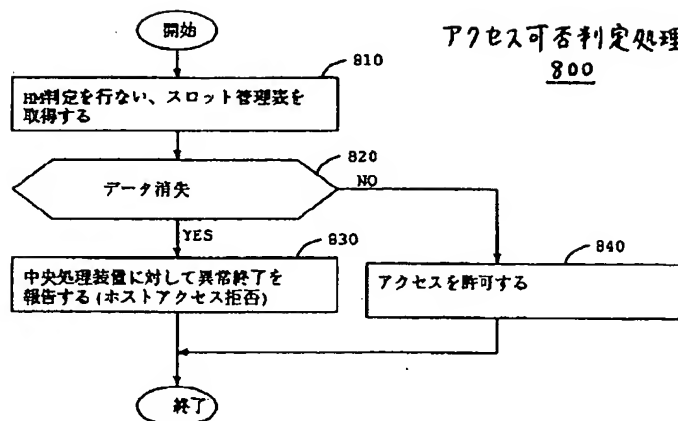 開始
アクセス可否判定処理
800
810
HM判定を行ない、スロット管理表を
取得する
820
データ消失
NO
YES
830
840
中央処理装置に対して異常終了を
報告する(ホストアクセス拒否)
アクセスを許可する
終了